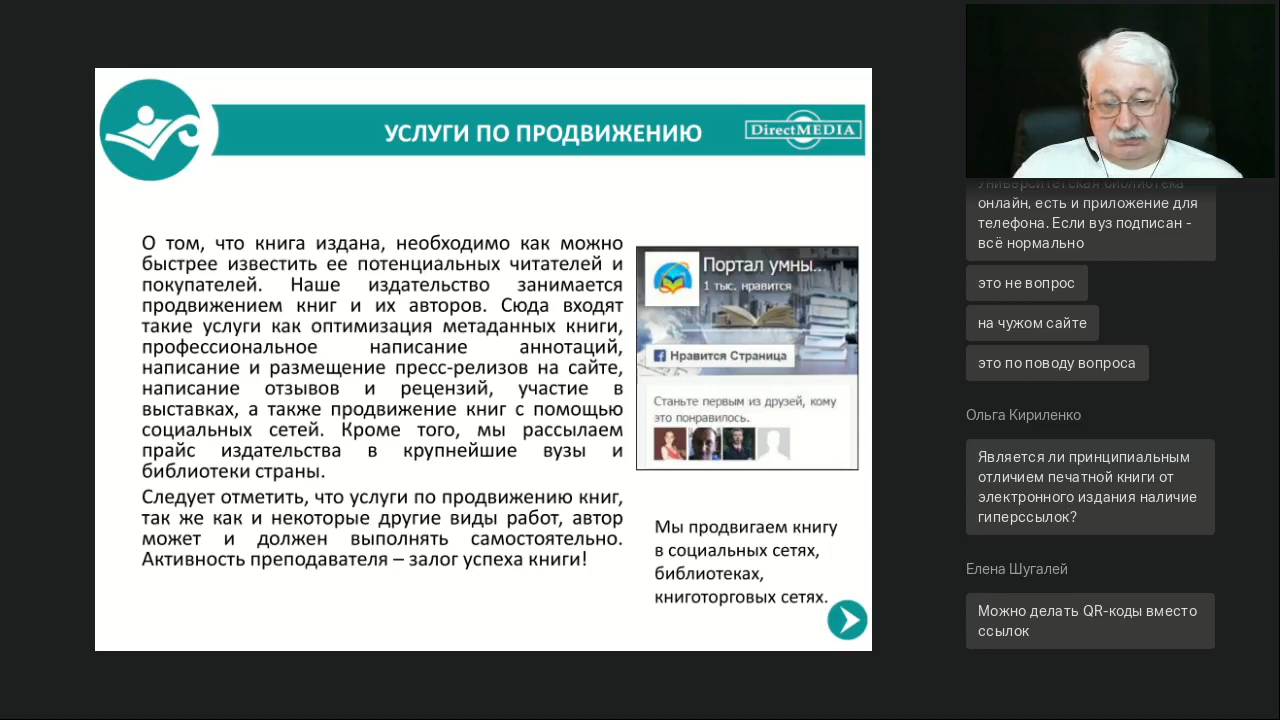 УСЛУГИ ПО ПРОДВИЖЕНИЮ
DirectMEDIA
О том, что книга издана, необходимо как можно
быстрее известить ее потенциальных читателей и
покупателей. Наше издательство занимается
продвижением книг и их авторов. Сюда входят
такие услуги как оптимизация метаданных книги,
профессиональное написание аннотаций,
написание и размещение пресс-релизов на сайте,
написание отзывов и рецензий, участие в
выставках, а также продвижение книг с помощью
социальных сетей. Кроме того, мы рассылаем
прайс издательства в крупнейшие вузы и
библиотеки страны.
Следует отметить, что услуги по продвижению книг,
так же как и некоторые другие виды работ, автор
может и должен выполнять самостоятельно.
Активность преподавателя – залог успеха книги!
Портал умны...
1 тыс. нравится
Нравится Страница
Станьте первым из друзей, кому
это понравилось.
Мы продвигаем книгу
в социальных сетях,
библиотеках,
книготорговых сетях.
Университетская библиотека
онлайн, есть и приложение для
телефона. Если вуз подписан -
всё нормально
это не вопрос
на чужом сайте
это по поводу вопроса
Ольга Кириленко
Является ли принципиальным
отличием печатной книги от
электронного издания наличие
гиперссылок?
Елена Шугалей
Можно делать QR-коды вместо
ссылок